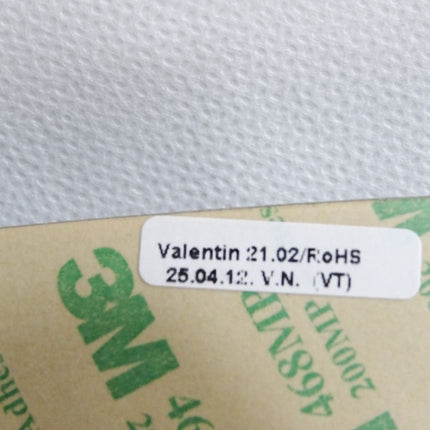 Valentin 21.02/RoHS
25.04.12. V.N. (VT)
3M
468MP
200MP